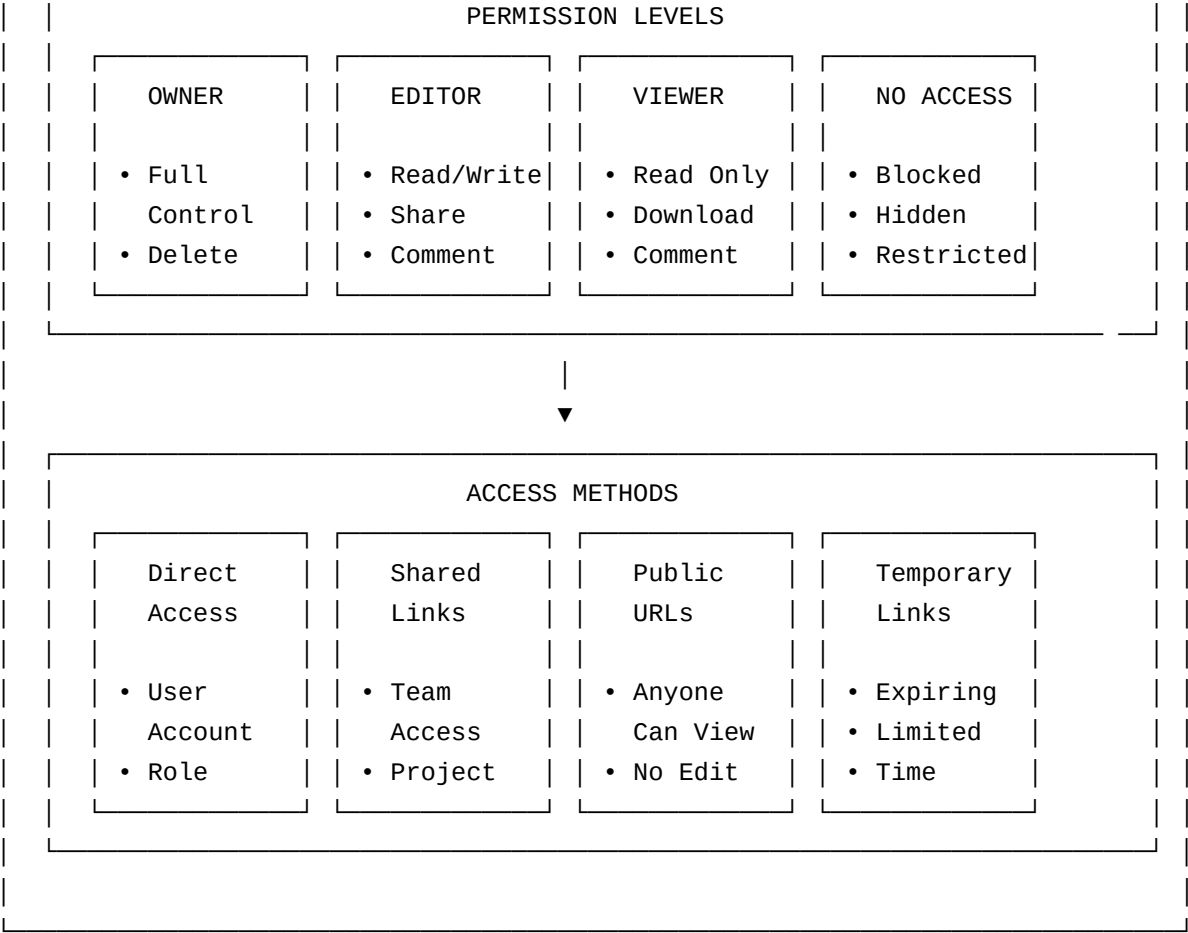 PERMISSION LEVELS
OWNER EDITOR VIEWER NO ACCESS
• Full • Read/Write • Read Only • Blocked
Control • Share • Download • Hidden
• Delete • Comment • Comment • Restricted
▼
ACCESS METHODS
Direct Shared Public Temporary
Access Links URLs Links
• User • Team • Anyone • Expiring
Account Access Can View • Limited
• Role • Project • No Edit • Time